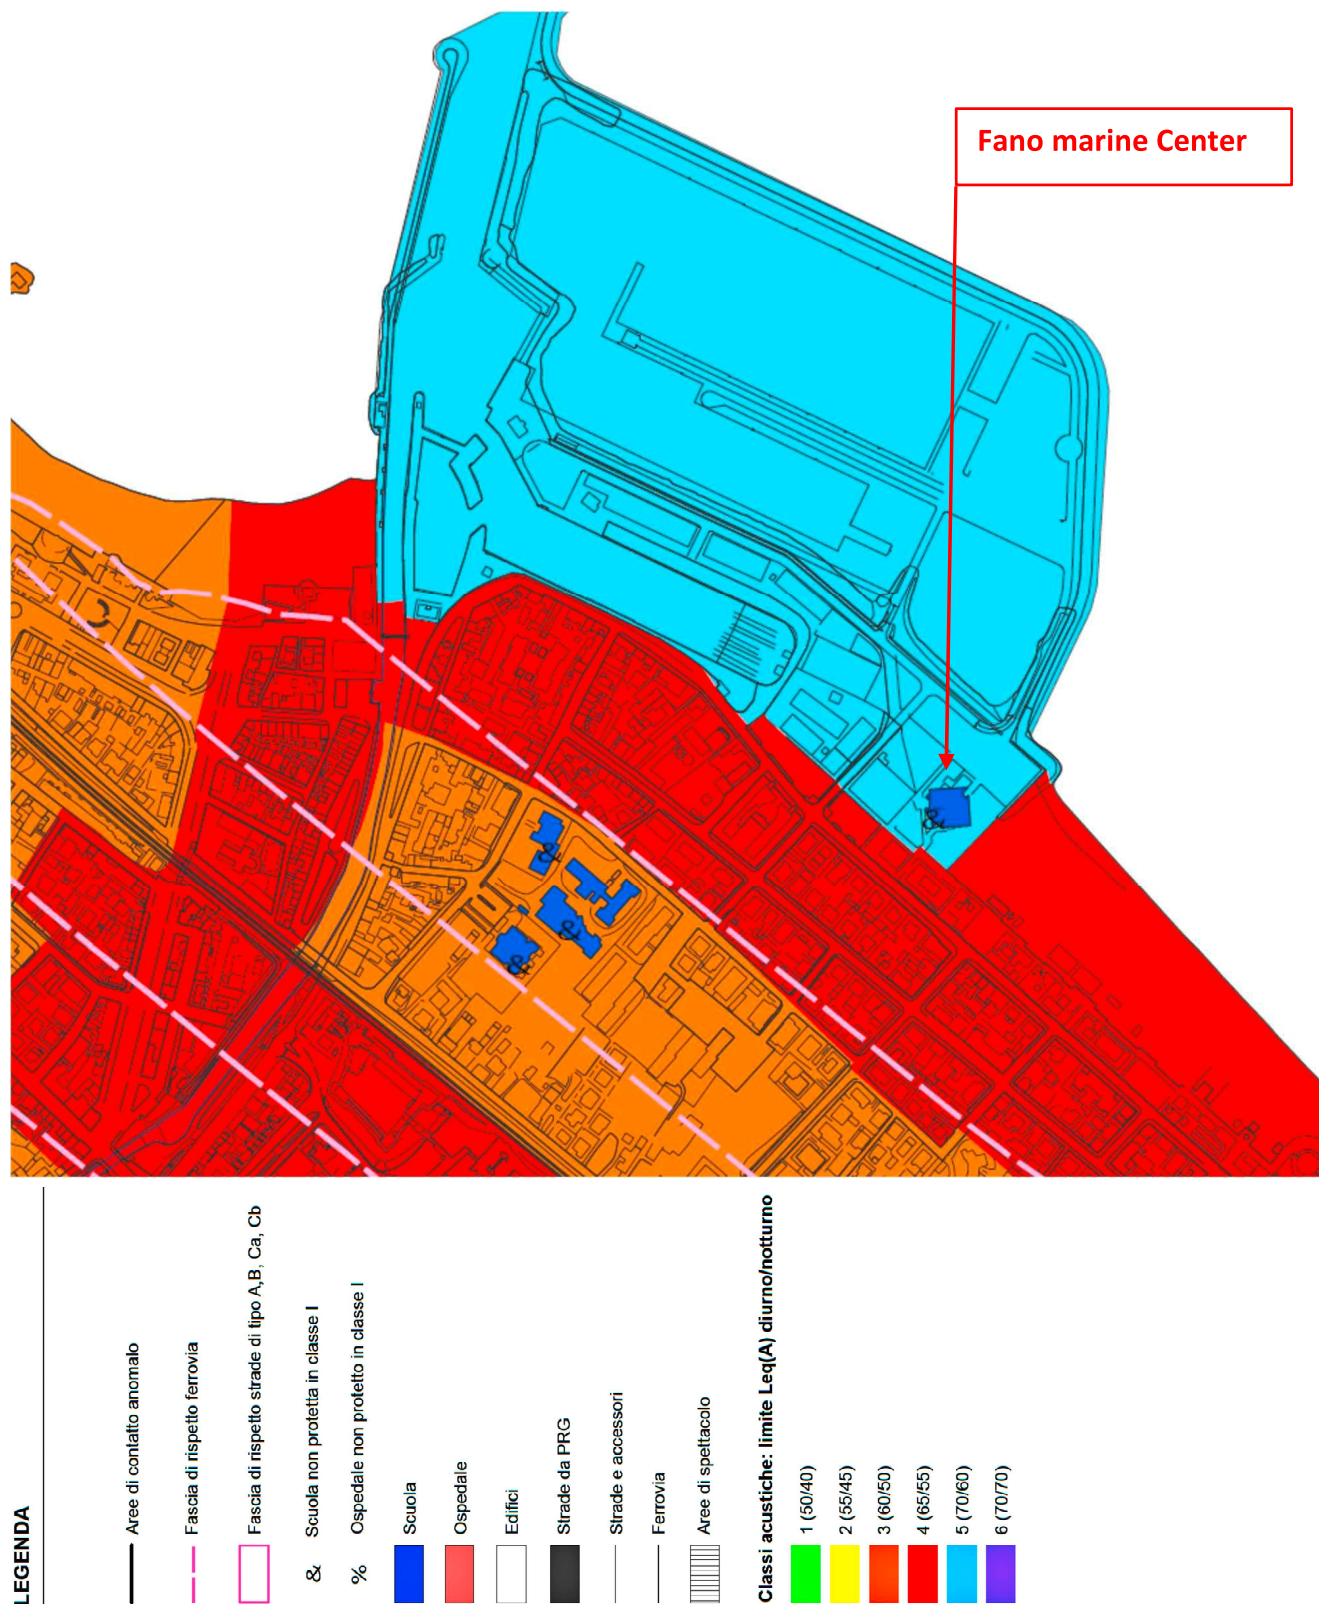 Fano marine Center
LEGENDA
Aree di contatto anomalo
Fascia di rispetto ferrovia
Fascia di rispetto strade di tipo A,B, Ca, Cb
& Scuola non protetta in classe I
% Ospedale non protetto in classe I
Scuola
Ospedale
Edifici
Strade da PRG
Strade e accessori
Ferrovia
Aree di spettacolo
Classi acustiche: limite Leq(A) diurno/notturno
1 (50/40)
2 (55/45)
3 (60/50)
4 (65/55)
5 (70/60)
6 (70/70)
&
&
&
&